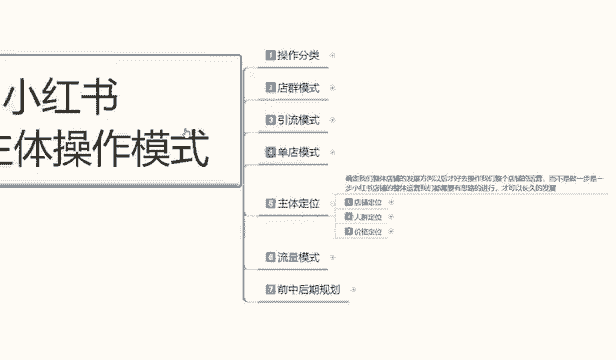 小红书
主体操作模式
1 操作分类
2 店群模式
3 引流模式
4 单店模式
5 主体定位
确定我们整体店铺的发展方向以后才好去操作我们整个店铺的运营，而不是做一步是一
步小红书店铺的整体运营我们都需要有思路的进行，才可以长久的发展
1 店铺定位
2 人群定位
3 价格定位
6 流量模式
7 前中后期规划